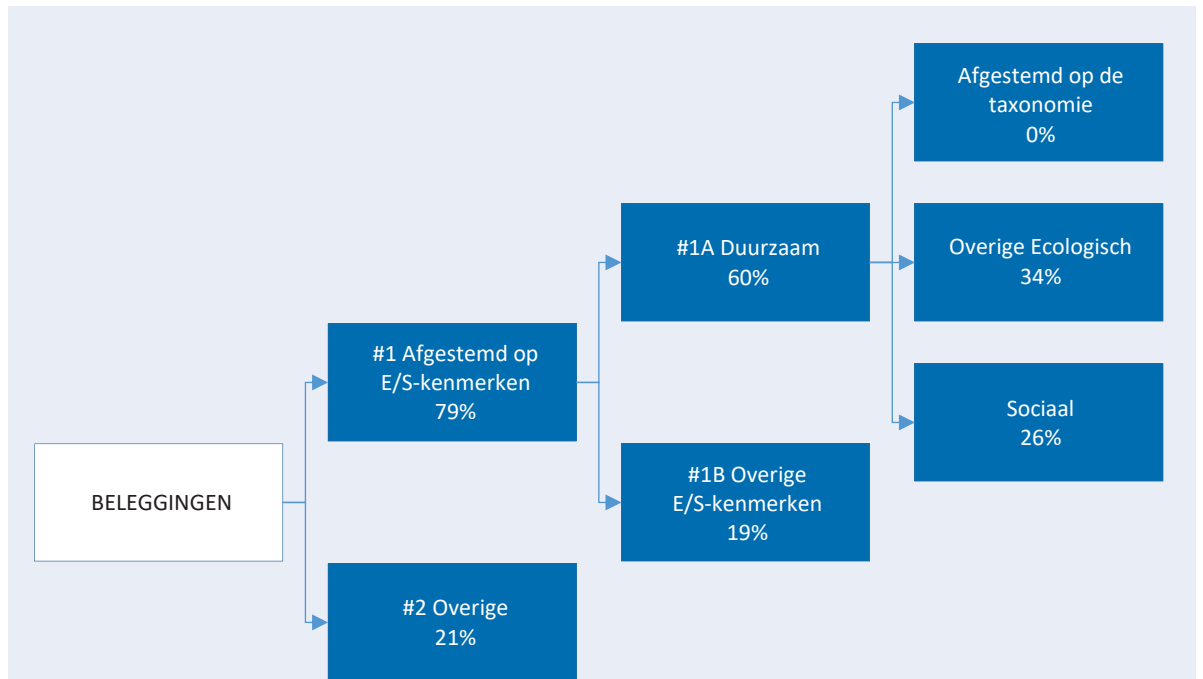 BELEGGINGEN
#1 Afgestemd op
E/S-kenmerken
79%
#2 Overige
21%
#1A Duurzaam
60%
#1B Overige
E/S-kenmerken
19%
Afgestemd op de
taxonomie
0%
Overige Ecologisch
34%
Sociaal
26%